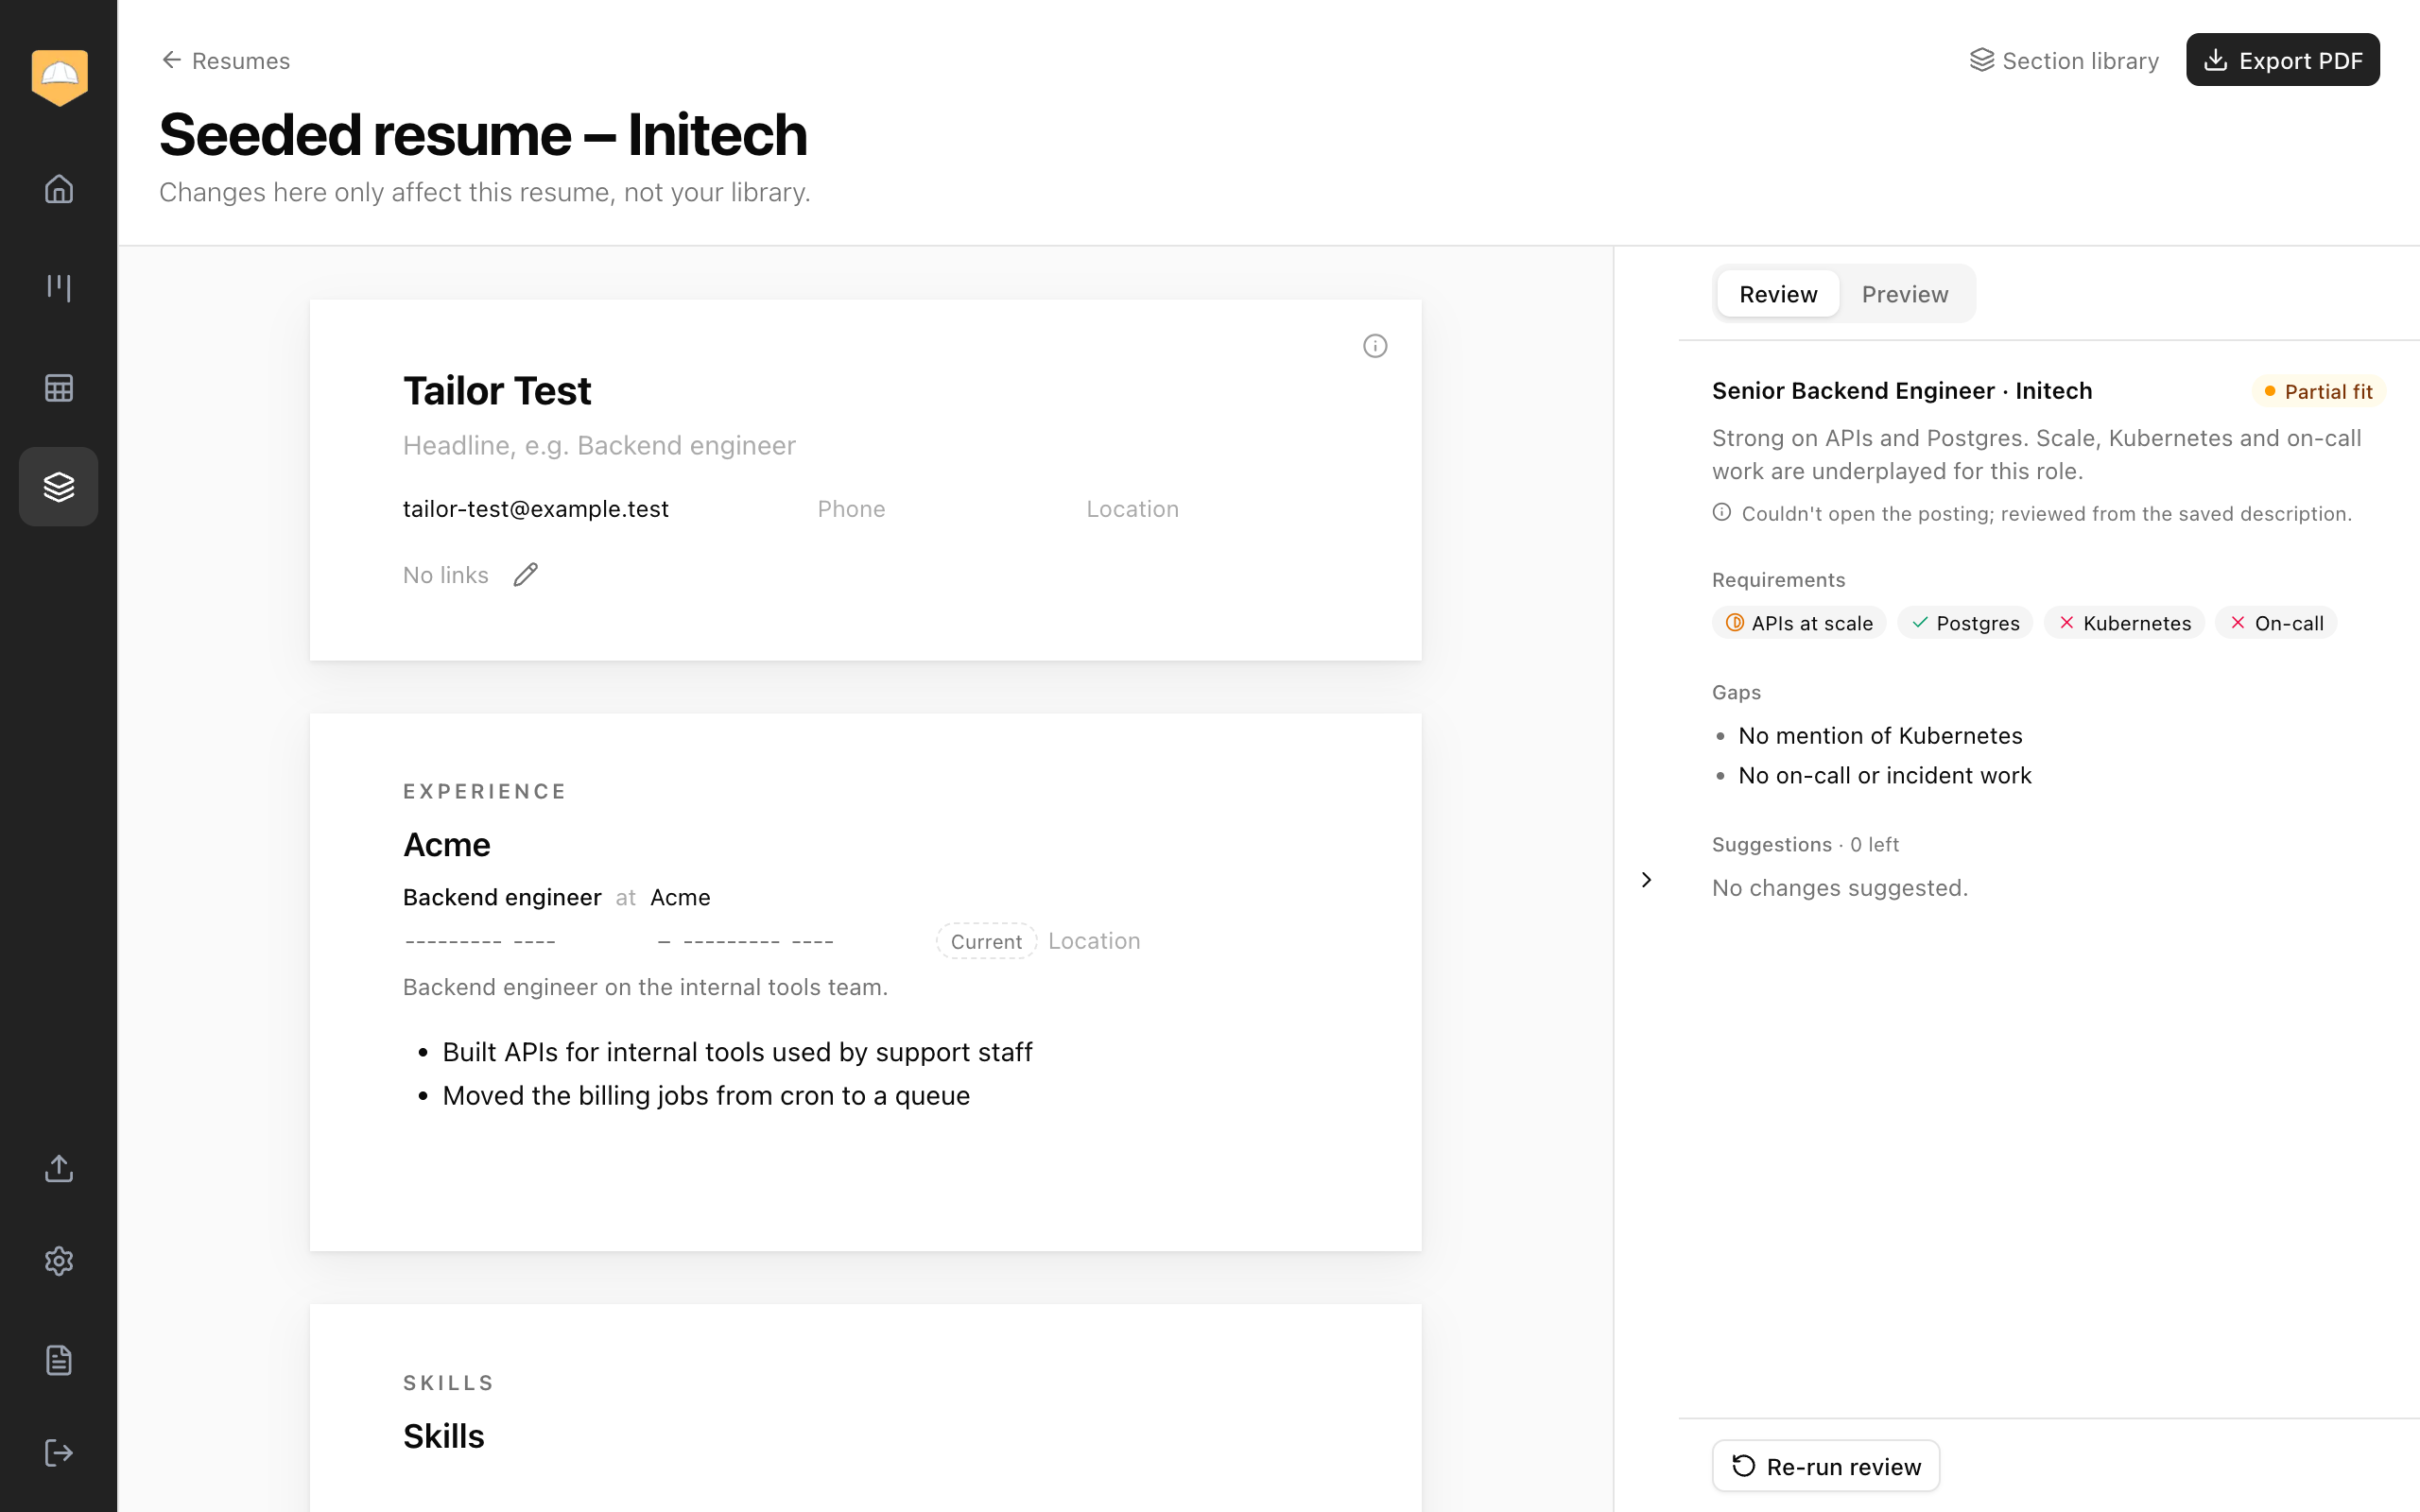 Resumes
Section library
Export PDF
Seeded resume – Initech
Changes here only affect this resume, not your library.
Tailor Test
Headline, e.g. Backend engineer
tailor-test@example.test Phone Location
No links
EXPERIENCE
Acme
Backend engineer at Acme
--------- ---- – --------- ---- Current Location
Backend engineer on the internal tools team.
• Built APIs for internal tools used by support staff
• Moved the billing jobs from cron to a queue
SKILLS
Skills
Review Preview
Senior Backend Engineer · Initech Partial fit
Strong on APIs and Postgres. Scale, Kubernetes and on-call
work are underplayed for this role.
Couldn't open the posting; reviewed from the saved description.
Requirements
APIs at scale Postgres Kubernetes On-call
Gaps
• No mention of Kubernetes
• No on-call or incident work
Suggestions · 0 left
No changes suggested.
Re-run review